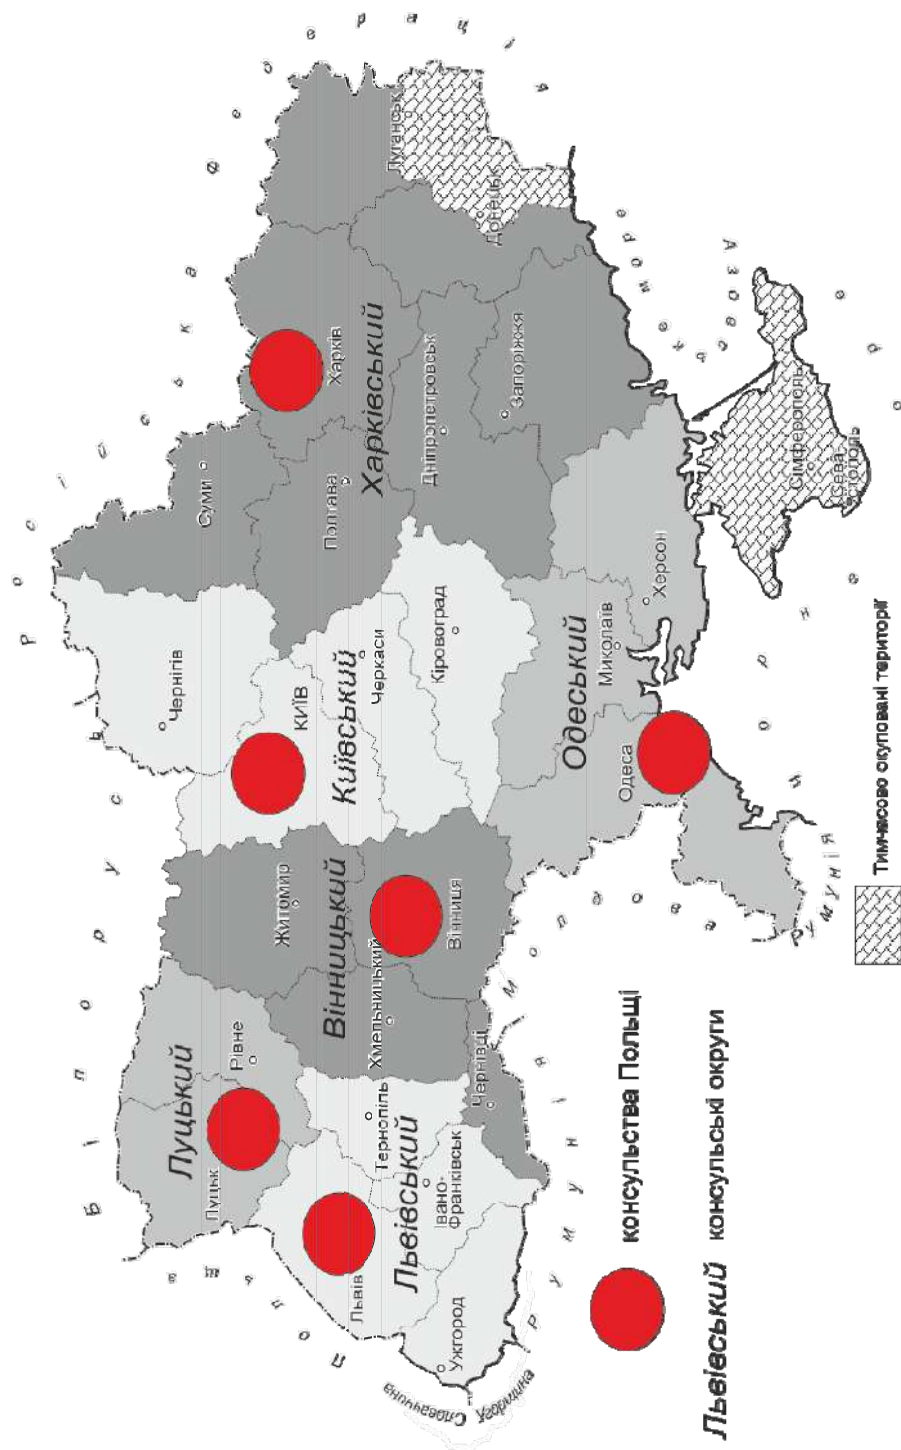 Російська Федерація
Білорусь
Польща
Словаччина
Угорщина
Румунія
Молдова
Румунія
Чорне
Азовське море
Луцький
Луцьк
Рівне
Львівський
Львів
Тернопіль
Івано-
Франківськ
Ужгород
Чернівці
Вінницький
Житомир
Хмельницький
Вінниця
Київський
Чернігів
КИЇВ
Черкаси
Кіровоград
Одеський
Одеса
Миколаїв
Херсон
Харківський
Суми
Полтава
Харків
Дніпропетровськ
Запоріжжя
Донецьк
Луганськ
Сімферополь
Сева
стополь
консульства Польщі
Львівський консульські округи
Тимчасово окуповані території